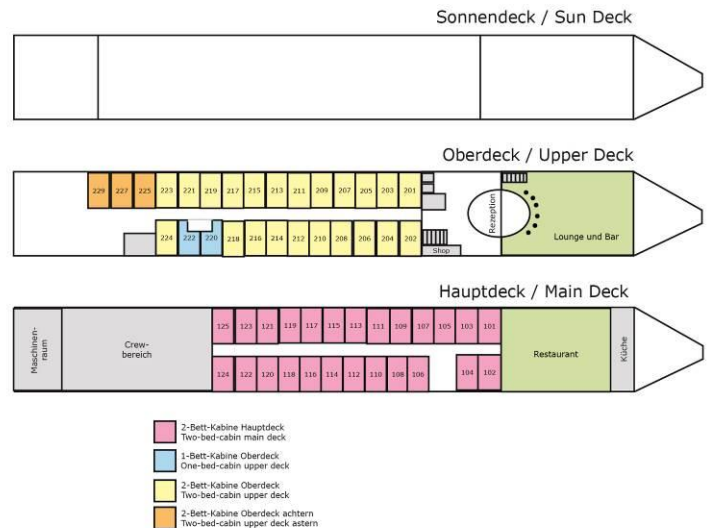 Sonnendeck / Sun Deck
Oberdeck / Upper Deck
229 227 225 223 221 219 217 215 213 211 209 207 205 203 201
224 222 220 218 216 214 212 210 208 206 204 202
Shop
Rezeption
Lounge und Bar
Hauptdeck / Main Deck
Maschinen-
raum
Crew-
bereich
125 123 121 119 117 115 113 111 109 107 105 103 101
124 122 120 118 116 114 112 110 108 106 104 102
Restaurant
Küche
2-Bett-Kabine Hauptdeck
Two-bed-cabin main deck
1-Bett-Kabine Oberdeck
One-bed-cabin upper deck
2-Bett-Kabine Oberdeck
Two-bed-cabin upper deck
2-Bett-Kabine Oberdeck achtern
Two-bed-cabin upper deck astern